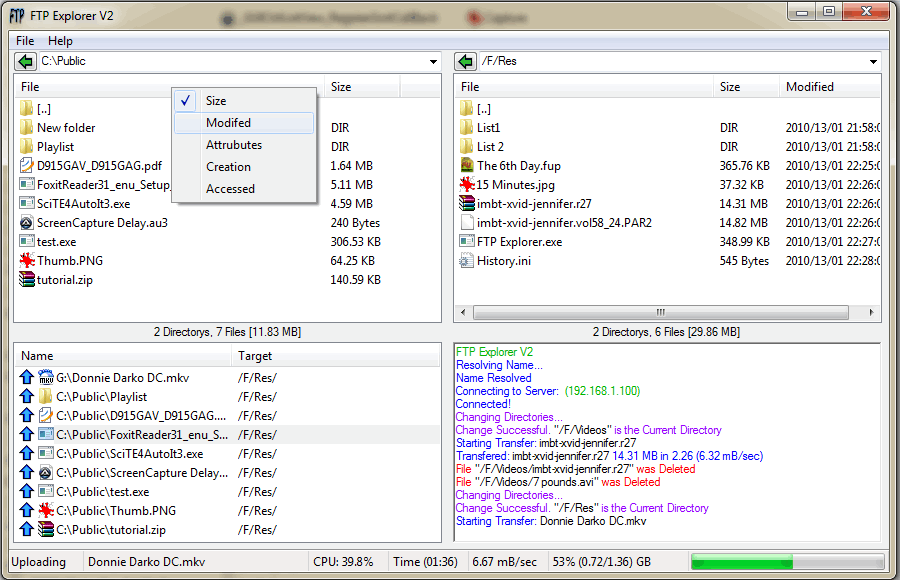 FTP Explorer V2
File Help
C:\Public
File Size
[..]
New folder DIR
Playlist DIR
D915GAV_D915GAG.pdf 1.64 MB
FoxitReader31_enu_Setup_ 5.11 MB
SciTE4AutoIt3.exe 4.59 MB
ScreenCapture Delay.au3 240 Bytes
test.exe 306.53 KB
Thumb.PNG 64.25 KB
tutorial.zip 140.59 KB
Size
Modifed
Attrubutes
Creation
Accessed
2 Directorys, 7 Files [11.83 MB]
/F/Res
File Size Modified
[..]
List1 DIR 2010/13/01 21:58:0
List 2 DIR 2010/13/01 21:58:0
The 6th Day.fup 365.76 KB 2010/13/01 22:25:0
15 Minutes.jpg 37.32 KB 2010/13/01 22:26:0
imbt-xvid-jennifer.r27 14.31 MB 2010/13/01 22:26:0
imbt-xvid-jennifer.vol58_24.PAR2 14.82 MB 2010/13/01 22:26:0
FTP Explorer.exe 348.99 KB 2010/13/01 22:27:0
History.ini 545 Bytes 2010/13/01 22:28:0
2 Directorys, 6 Files [29.86 MB]
Name Target
G:\Donnie Darko DC.mkv /F/Res/
C:\Public\Playlist /F/Res/
C:\Public\D915GAV_D915GAG.... /F/Res/
C:\Public\FoxitReader31_enu_S... /F/Res/
C:\Public\SciTE4AutoIt3.exe /F/Res/
C:\Public\ScreenCapture Delay... /F/Res/
C:\Public\test.exe /F/Res/
C:\Public\Thumb.PNG /F/Res/
C:\Public\tutorial.zip /F/Res/
FTP Explorer V2
Resolving Name...
Name Resolved
Connecting to Server: (192.168.1.100)
Connected!
Changing Directories...
Change Successful. "/F/Videos" is the Current Directory
Starting Transfer: imbt-xvid-jennifer.r27
Transfered: imbt-xvid-jennifer.r27 14.31 MB in 2.26 (6.32 mB/sec)
File "/F/Videos/imbt-xvid-jennifer.r27" was Deleted
File "/F/Videos/7 pounds.avi" was Deleted
Changing Directories...
Change Successful. "/F/Res" is the Current Directory
Starting Transfer: Donnie Darko DC.mkv
Uploading Donnie Darko DC.mkv CPU: 39.8% Time (01:36) 6.67 mB/sec 53% (0.72/1.36) GB